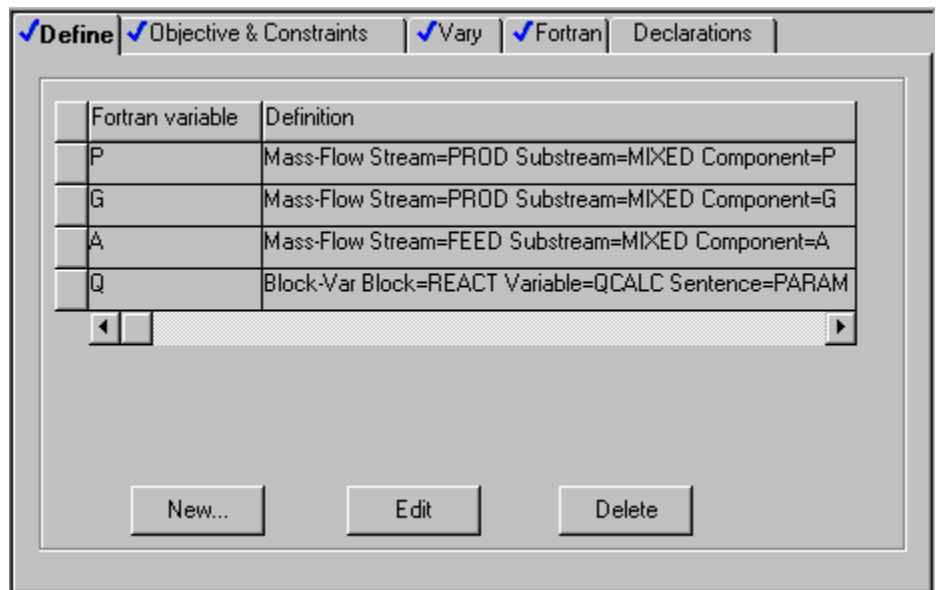 Define Objective & Constraints Vary Fortran Declarations
Fortran variable Definition
P Mass-Flow Stream=PROD Substream=MIXED Component=P
G Mass-Flow Stream=PROD Substream=MIXED Component=G
A Mass-Flow Stream=FEED Substream=MIXED Component=A
Q Block-Var Block=REACT Variable=QCALC Sentence=PARAM
New... Edit Delete